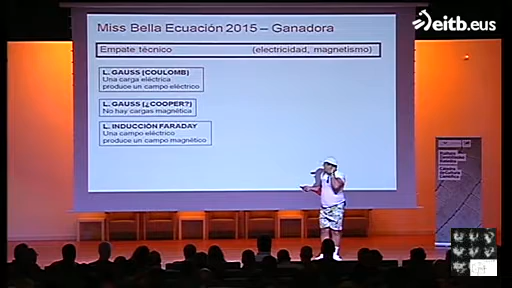 eitb.eus
Miss Bella Ecuación 2015 – Ganadora
Empate técnico (electricidad, magnetismo)
L. GAUSS (COULOMB)
Una carga eléctrica
produce un campo eléctrico
L. GAUSS (¿COOPER?)
No hay cargas magnética
L. INDUCCIÓN FARADAY
Una campo eléctrico
produce un campo magnético